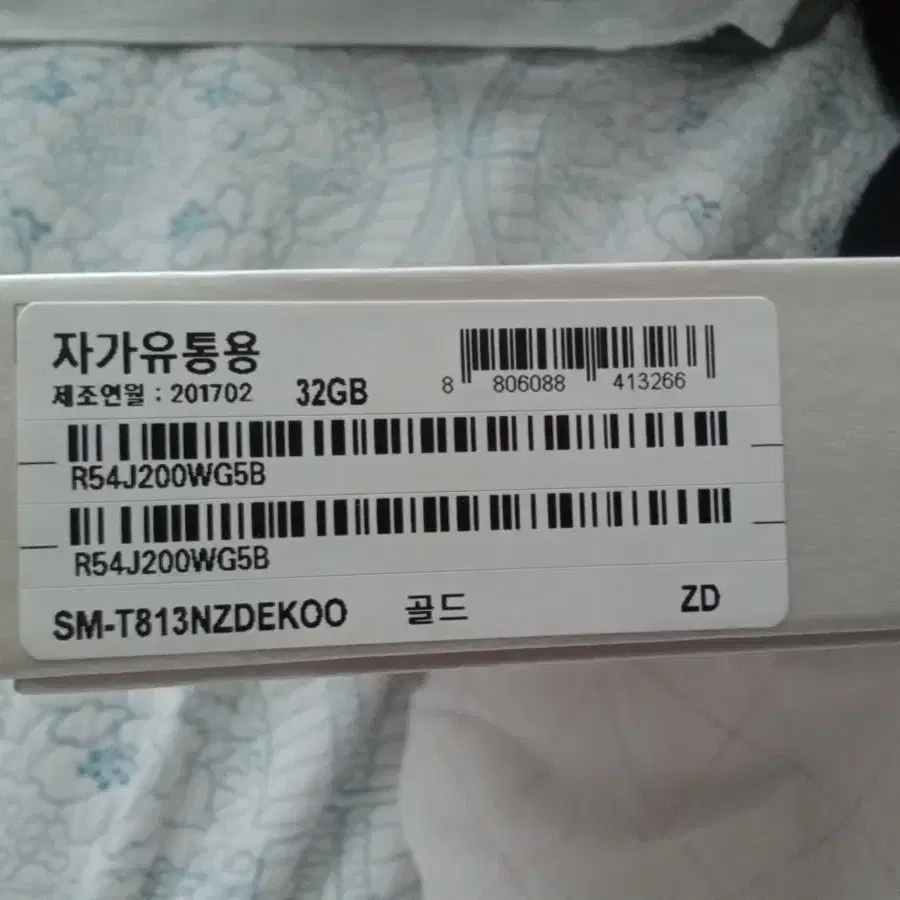 자가유통용
제조연월 : 201702 32GB
8 806088 413266
R54J200WG5B
R54J200WG5B
SM-T813NZDEKOO 골드 ZD